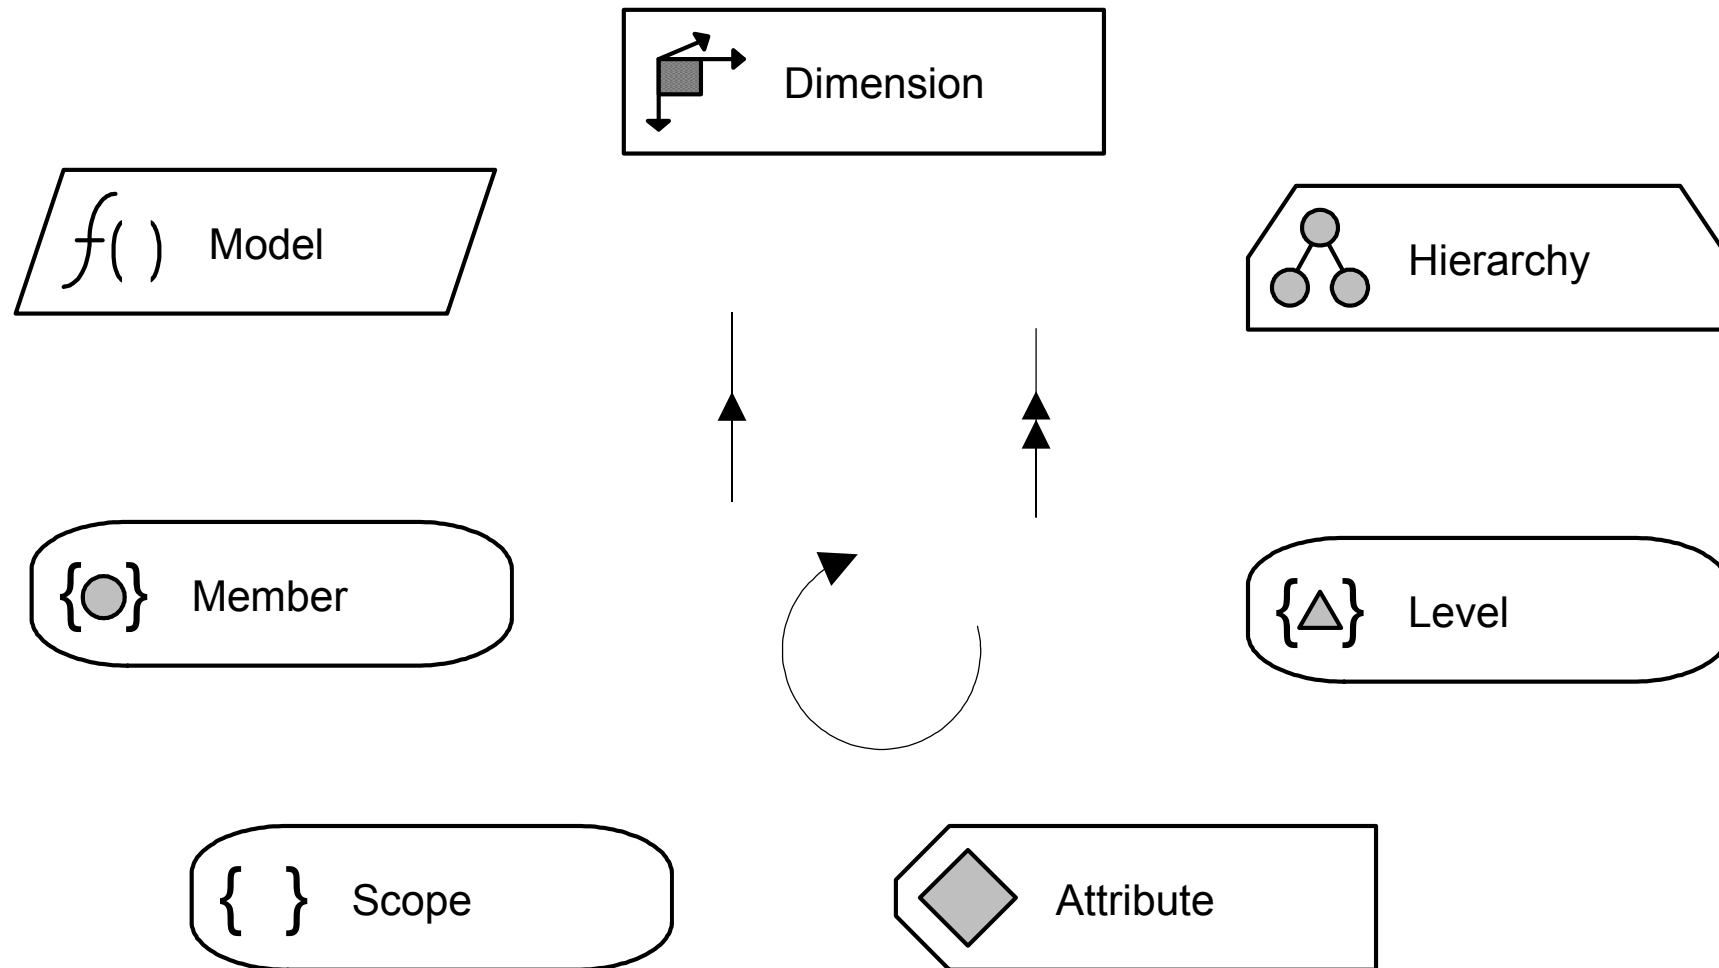 Dimension
f( ) Model
Hierarchy
{ } Member
{ } Level
{ } Scope
Attribute